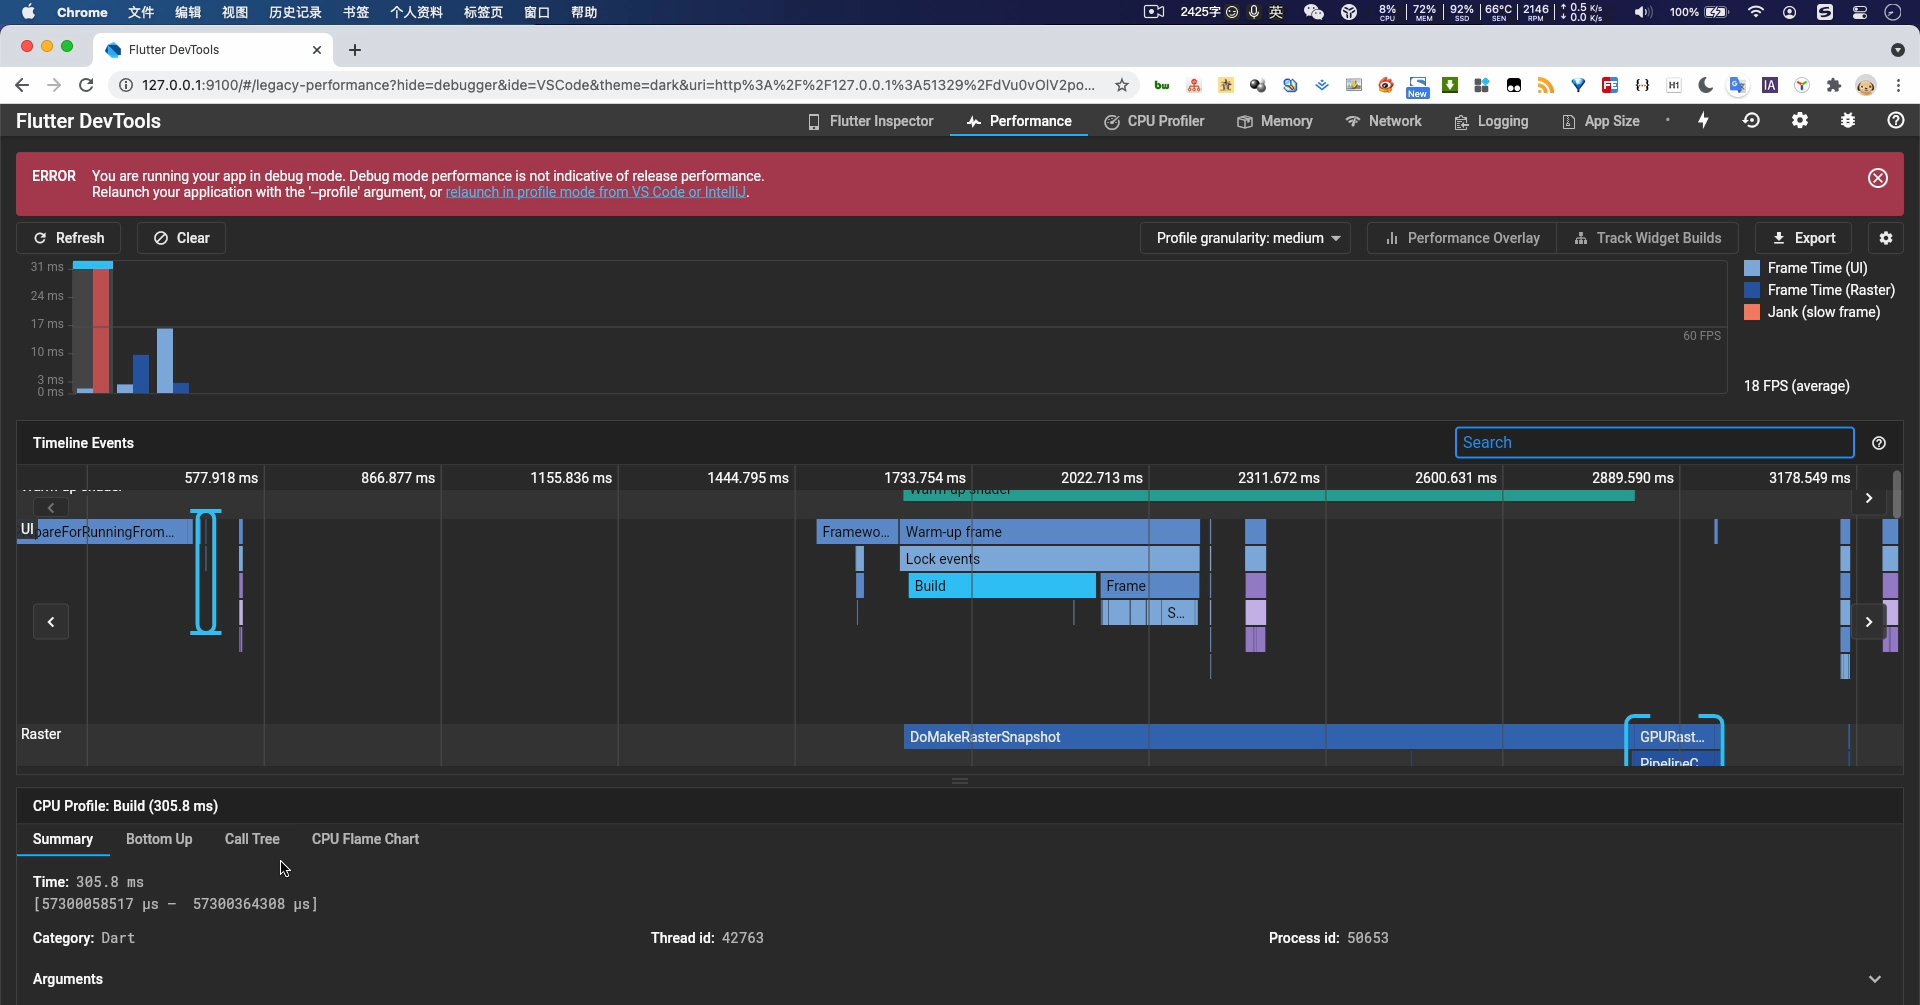 Chrome 文件 编辑 视图 历史记录 书签 个人资料 标签页 窗口 帮助 2425字 英 8% CPU 72% MEM 92% SSD 66°C SEN 2146 RPM ↑ 0.5 K/s ↓ 0.0 K/s 100%
Flutter DevTools
127.0.0.1:9100/#/legacy-performance?hide=debugger&ide=VSCode&theme=dark&uri=http%3A%2F%2F127.0.0.1%3A51329%2FdVu0vOlV2po...
bw New FE H1 IA
Flutter DevTools Flutter Inspector Performance CPU Profiler Memory Network Logging App Size
ERROR You are running your app in debug mode. Debug mode performance is not indicative of release performance.
Relaunch your application with the '--profile' argument, or relaunch in profile mode from VS Code or IntelliJ.
Refresh Clear Profile granularity: medium Performance Overlay Track Widget Builds Export
31 ms
24 ms
17 ms
10 ms
3 ms
0 ms
60 FPS
Frame Time (UI)
Frame Time (Raster)
Jank (slow frame)
18 FPS (average)
Timeline Events Search
577.918 ms 866.877 ms 1155.836 ms 1444.795 ms 1733.754 ms 2022.713 ms 2311.672 ms 2600.631 ms 2889.590 ms 3178.549 ms
Warm-up shader Warm-up shader
UI pareForRunningFrom... Framewo... Warm-up frame
Lock events
Build Frame
S...
Raster DoMakeRasterSnapshot GPURast...
PipelineC
CPU Profile: Build (305.8 ms)
Summary Bottom Up Call Tree CPU Flame Chart
Time: 305.8 ms
[57300058517 µs — 57300364308 µs]
Category: Dart Thread id: 42763 Process id: 50653
Arguments